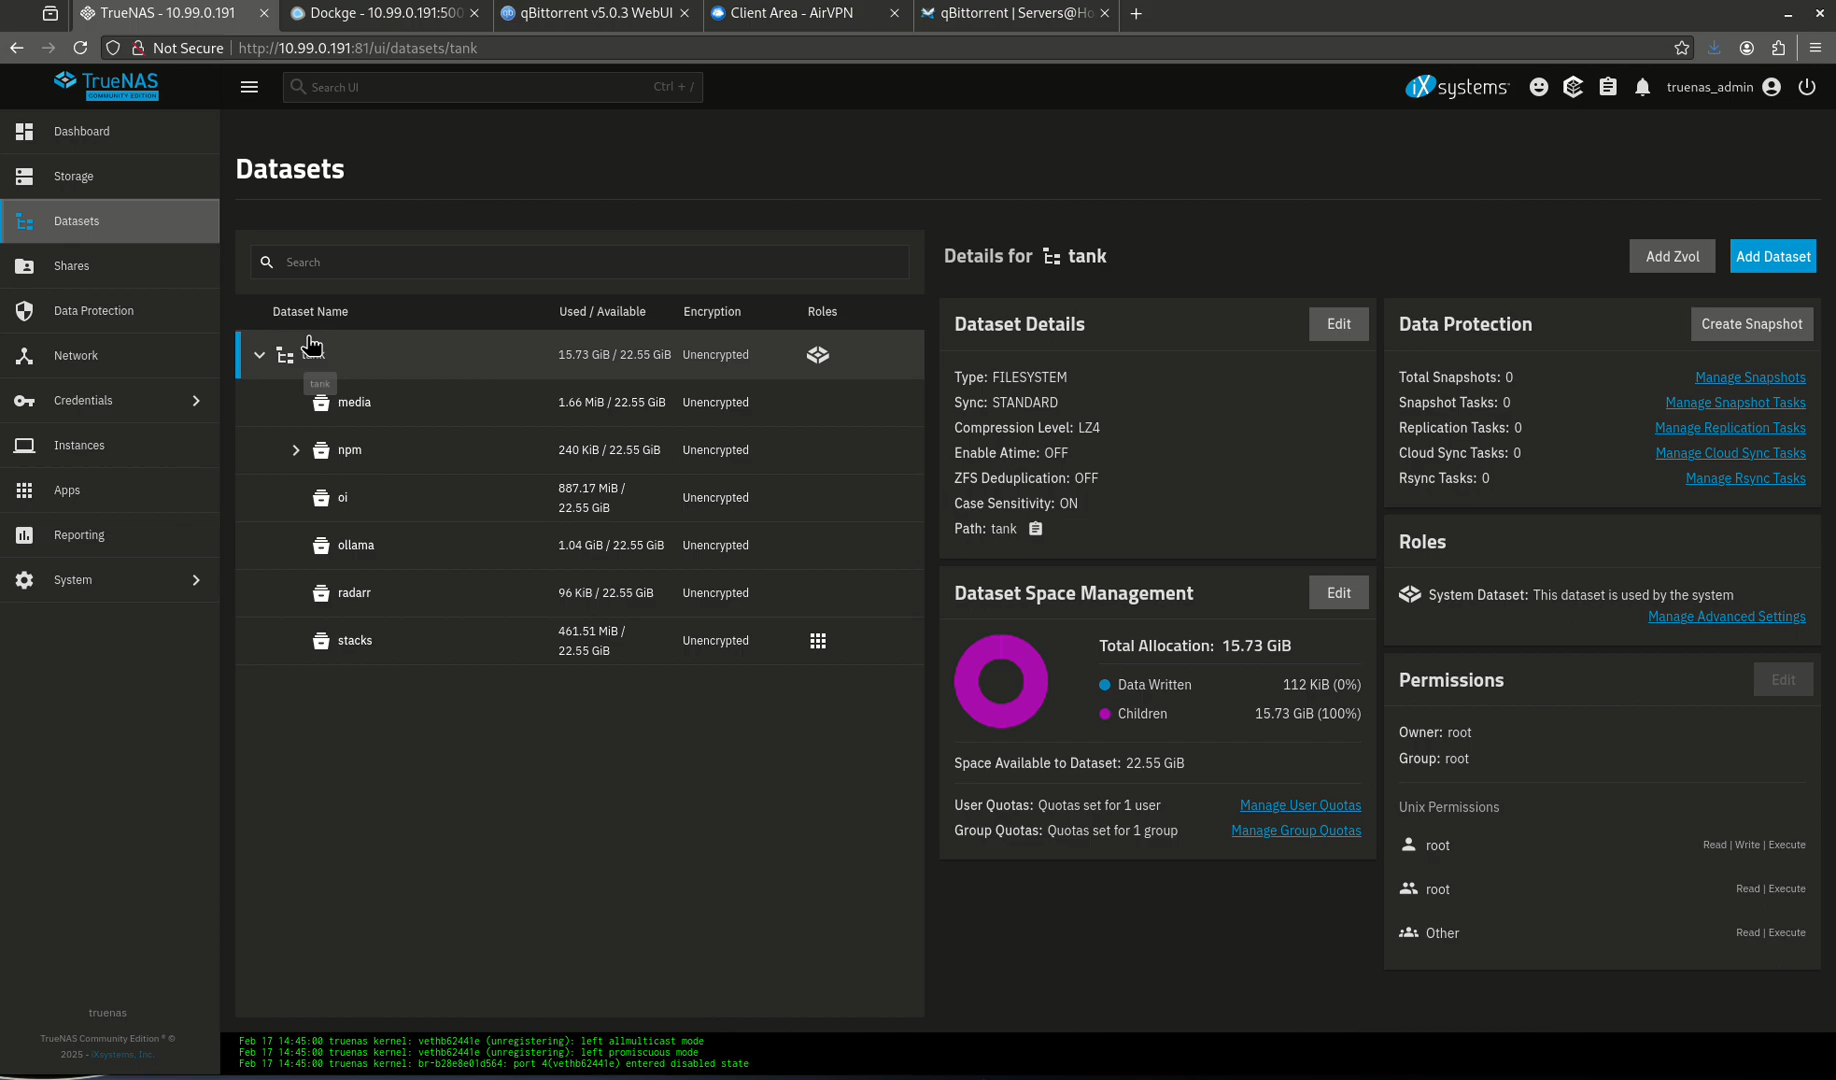 TrueNAS - 10.99.0.191
Dockge - 10.99.0.191:500
qBittorrent v5.0.3 WebUI
Client Area - AirVPN
qBittorrent | Servers@Ho
Not Secure
http://10.99.0.191:81/ui/datasets/tank
TrueNAS
COMMUNITY EDITION
Search UI
Ctrl + /
iXsystems
truenas_admin
Dashboard
Storage
Datasets
Shares
Data Protection
Network
Credentials
Instances
Apps
Reporting
System
truenas
TrueNAS Community Edition ® ©
2025 - iXsystems, Inc.
Datasets
Search
Dataset Name
Used / Available
Encryption
Roles
tank
15.73 GiB / 22.55 GiB
Unencrypted
tank
media
1.66 MiB / 22.55 GiB
Unencrypted
npm
240 KiB / 22.55 GiB
Unencrypted
oi
887.17 MiB /
22.55 GiB
Unencrypted
ollama
1.04 GiB / 22.55 GiB
Unencrypted
radarr
96 KiB / 22.55 GiB
Unencrypted
stacks
461.51 MiB /
22.55 GiB
Unencrypted
Details for tank
Add Zvol
Add Dataset
Dataset Details
Edit
Type: FILESYSTEM
Sync: STANDARD
Compression Level: LZ4
Enable Atime: OFF
ZFS Deduplication: OFF
Case Sensitivity: ON
Path: tank
Dataset Space Management
Edit
Total Allocation: 15.73 GiB
Data Written
112 KiB (0%)
Children
15.73 GiB (100%)
Space Available to Dataset: 22.55 GiB
User Quotas: Quotas set for 1 user
Manage User Quotas
Group Quotas: Quotas set for 1 group
Manage Group Quotas
Data Protection
Create Snapshot
Total Snapshots: 0
Manage Snapshots
Snapshot Tasks: 0
Manage Snapshot Tasks
Replication Tasks: 0
Manage Replication Tasks
Cloud Sync Tasks: 0
Manage Cloud Sync Tasks
Rsync Tasks: 0
Manage Rsync Tasks
Roles
System Dataset: This dataset is used by the system
Manage Advanced Settings
Permissions
Edit
Owner: root
Group: root
Unix Permissions
root
Read | Write | Execute
root
Read | Execute
Other
Read | Execute
Feb 17 14:45:00 truenas kernel: vethb62441e (unregistering): left allmulticast mode
Feb 17 14:45:00 truenas kernel: vethb62441e (unregistering): left promiscuous mode
Feb 17 14:45:00 truenas kernel: br-b28e8e01d564: port 4(vethb62441e) entered disabled state